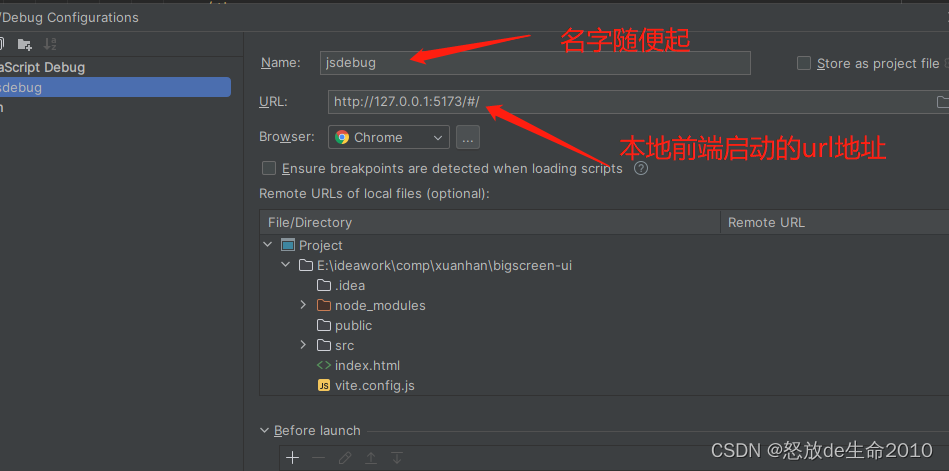 /Debug Configurations
aScript Debug
sdebug
n
名字随便起
Name:
jsdebug
Store as project file
URL:
http://127.0.0.1:5173/#/
Browser:
Chrome
...
本地前端启动的url地址
Ensure breakpoints are detected when loading scripts
?
Remote URLs of local files (optional):
File/Directory
Remote URL
Project
E:\ideawork\comp\xuanhan\bigscreen-ui
.idea
node_modules
public
src
<> index.html
JS vite.config.js
Before launch
CSDN @怒放de生命2010